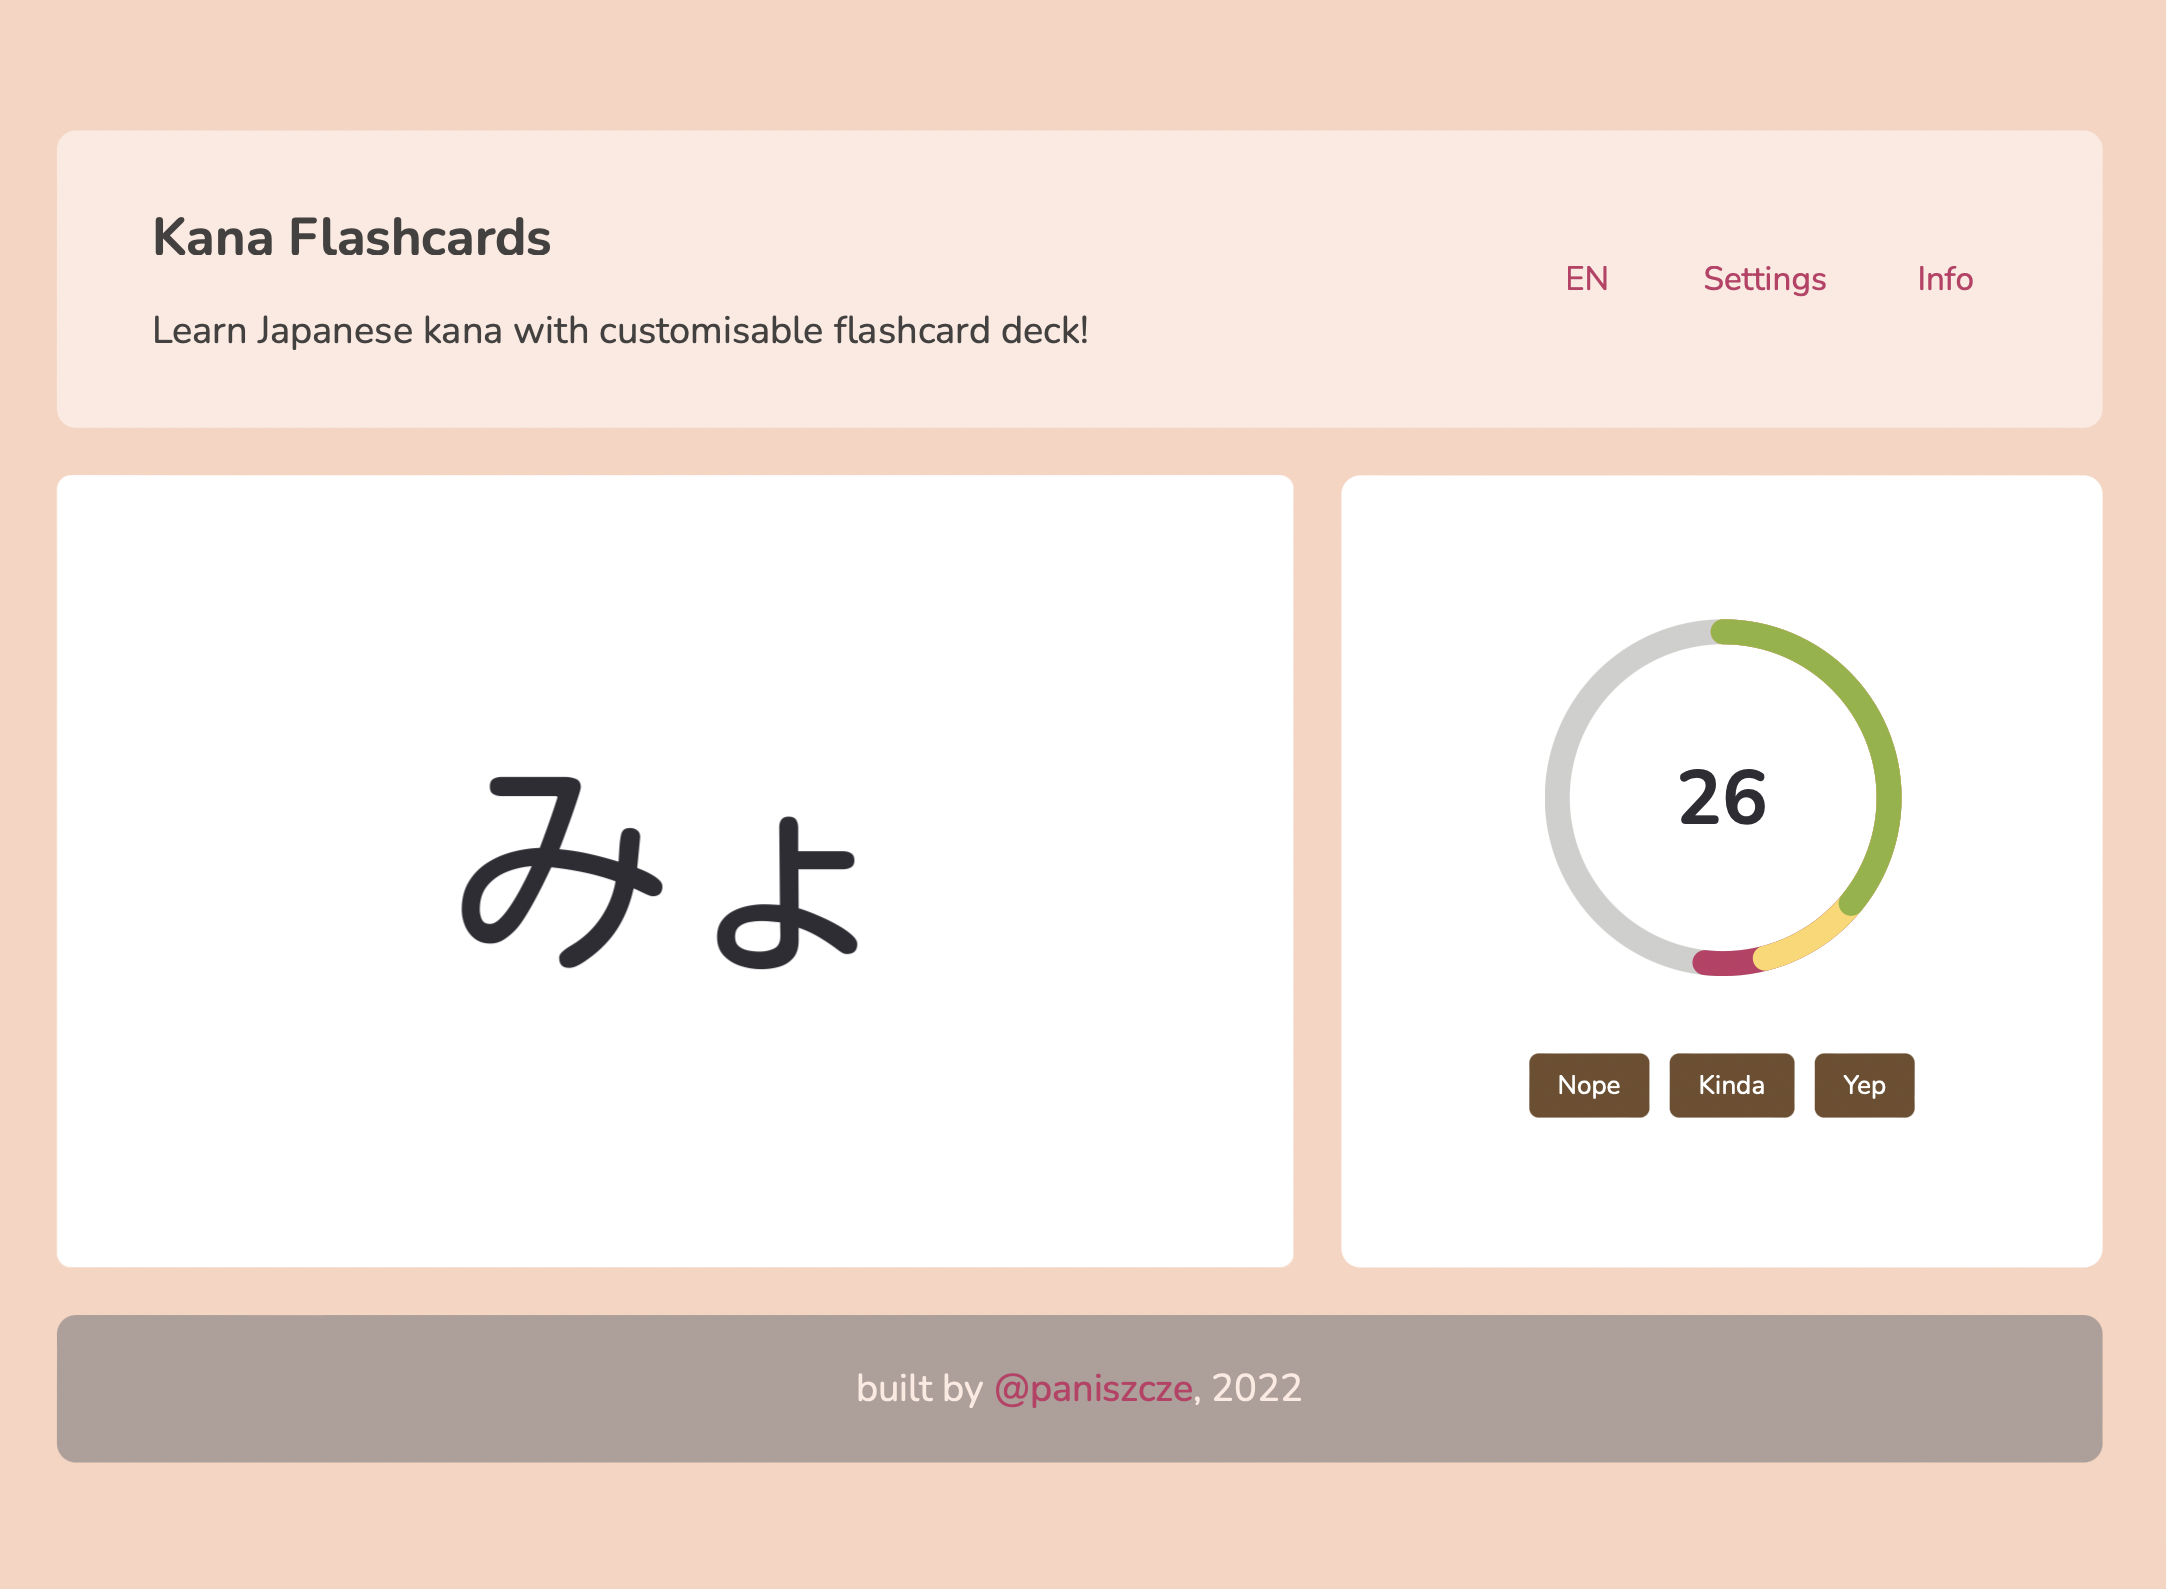 Kana Flashcards
Learn Japanese kana with customisable flashcard deck!
EN Settings Info
みょ
26
Nope Kinda Yep
built by @paniszcze, 2022